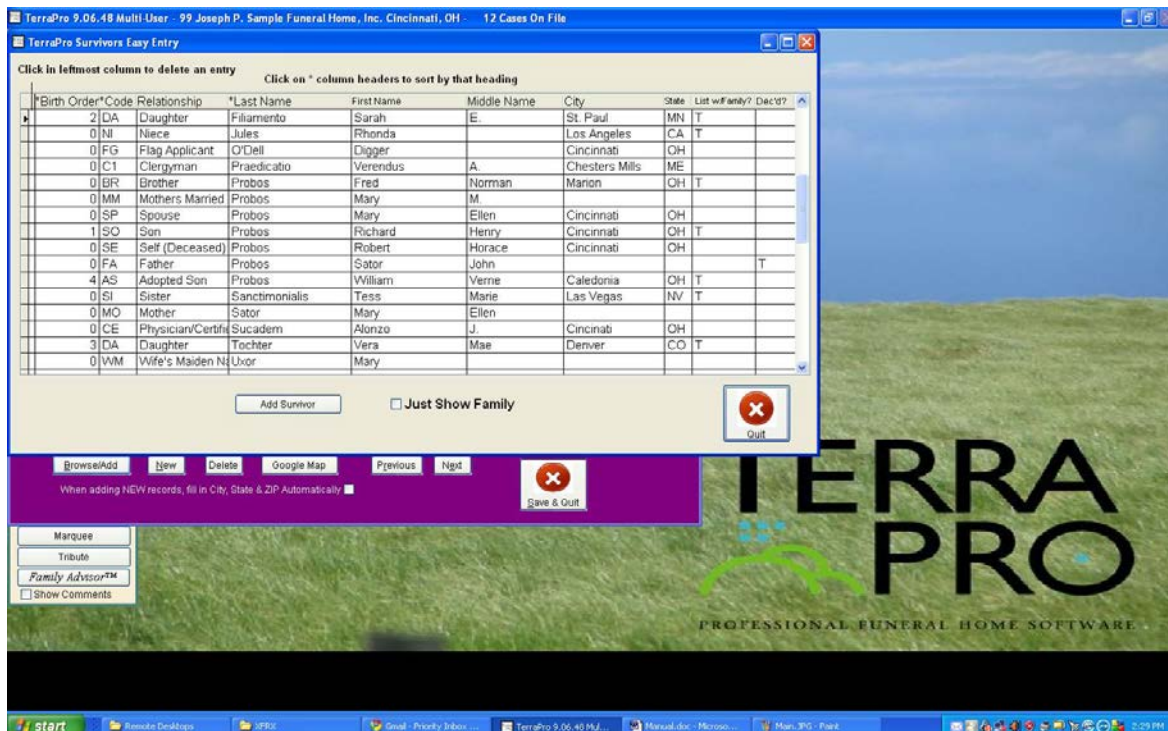 TerraPro 9.06.48 Multi-User - 99 Joseph P. Sample Funeral Home, Inc. Cincinnati, OH - 12 Cases On File
TerraPro Survivors Easy Entry
Click in leftmost column to delete an entry
Click on * column headers to sort by that heading
*Birth Order *Code Relationship *Last Name First Name Middle Name City State List w/Family? Dec'd?
2 DA Daughter Filiamento Sarah E. St. Paul MN T
0 NI Niece Jules Rhonda Los Angeles CA T
0 FG Flag Applicant O'Dell Digger Cincinnati OH
0 C1 Clergyman Praedicatio Verendus A. Chesters Mills ME
0 BR Brother Probos Fred Norman Marion OH T
0 MM Mothers Married Probos Mary M.
0 SP Spouse Probos Mary Ellen Cincinnati OH
1 SO Son Probos Richard Henry Cincinnati OH T
0 SE Self (Deceased) Probos Robert Horace Cincinnati OH
0 FA Father Probos Sator John T
4 AS Adopted Son Probos William Verne Caledonia OH T
0 SI Sister Sanctimonialis Tess Marie Las Vegas NV T
0 MO Mother Sator Mary Ellen
0 CE Physician/Certifi Sucadem Alonzo J. Cincinati OH
3 DA Daughter Tochter Vera Mae Denver CO T
0 WM Wife's Maiden Na Uxor Mary
Add Survivor
Just Show Family
Quit
Browse/Add New Delete Google Map Previous Next
When adding NEW records, fill in City, State & ZIP Automatically
Save & Quit
Marquee
Tribute
Family Advisor™
Show Comments
TERRA
PRO
PROFESSIONAL FUNERAL HOME SOFTWARE
start Remote Desktops XFRX Gmail - Priority Inbox ... TerraPro 9.06.48 Mul... Manual.doc - Microso... Main.JPG - Paint 2:29 PM